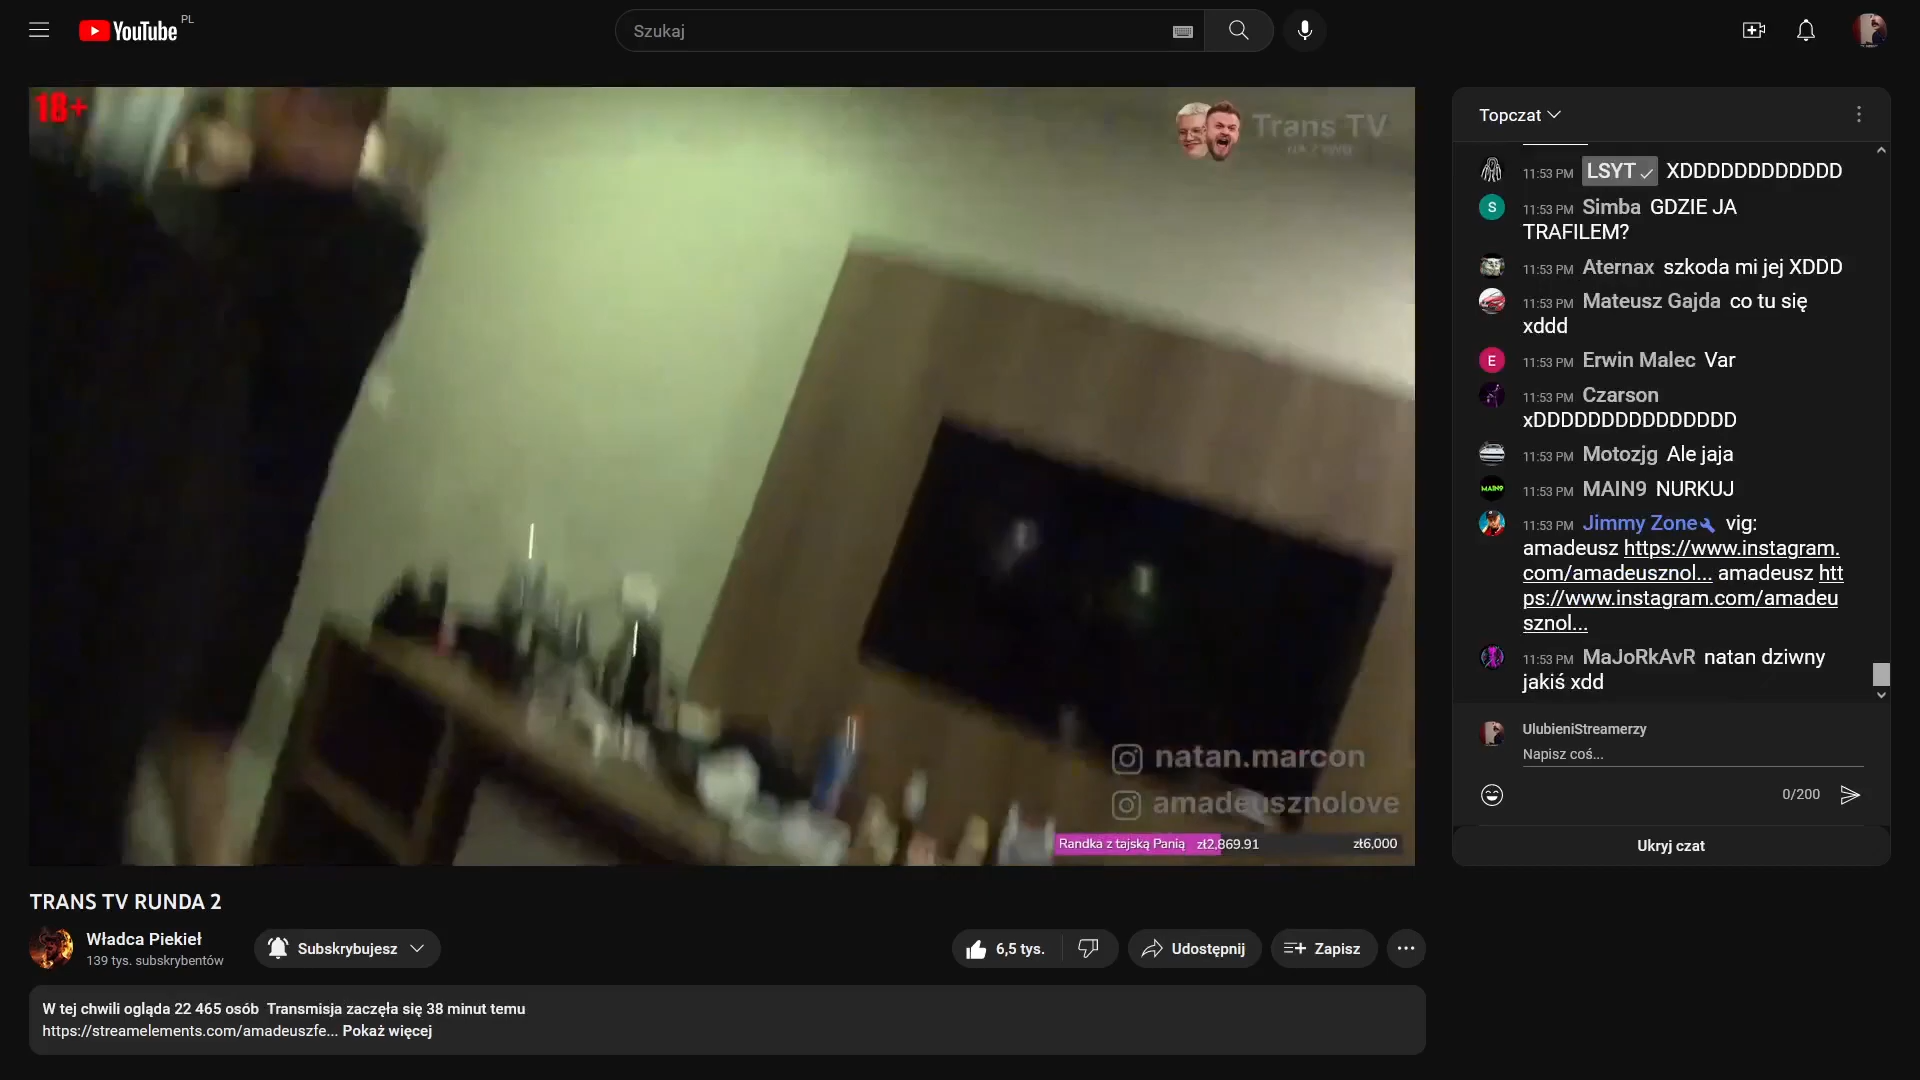 YouTube PL
Szukaj
18+
Trans TV
NA ŻYWO
natan.marcon
amadeusznolove
Randka z tajską Panią zł2,869.91 zł6,000
TRANS TV RUNDA 2
Władca Piekieł
139 tys. subskrybentów
Subskrybujesz
6,5 tys.
Udostępnij
Zapisz
W tej chwili ogląda 22 465 osób Transmisja zaczęła się 38 minut temu
https://streamelements.com/amadeuszfe... Pokaż więcej
Topczat
11:53 PM LSYT XDDDDDDDDDDDD
11:53 PM Simba GDZIE JA
TRAFILEM?
11:53 PM Aternax szkoda mi jej XDDD
11:53 PM Mateusz Gajda co tu się
xddd
11:53 PM Erwin Malec Var
11:53 PM Czarson
xDDDDDDDDDDDDDDD
11:53 PM Motozjg Ale jaja
11:53 PM MAIN9 NURKUJ
11:53 PM Jimmy Zone vig:
amadeusz https://www.instagram.
com/amadeusznol... amadeusz htt
ps://www.instagram.com/amadeu
sznol...
11:53 PM MaJoRkAvR natan dziwny
jakiś xdd
UlubieniStreamerzy
Napisz coś...
0/200
Ukryj czat